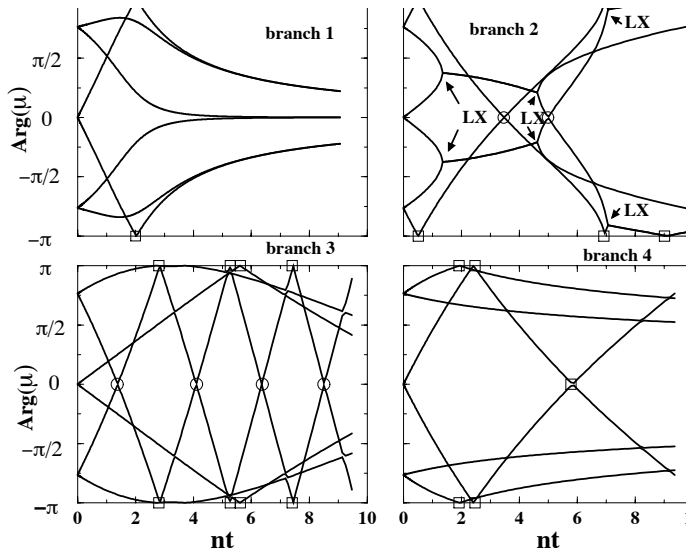 branch 1
π/2
0
−π/2
−π
Arg(μ)
branch 2
LX
LX
LX
LX
branch 3
π
π/2
0
−π/2
−π
Arg(μ)
0 2 4 6 8 10
nt
branch 4
0 2 4 6 8 10
nt